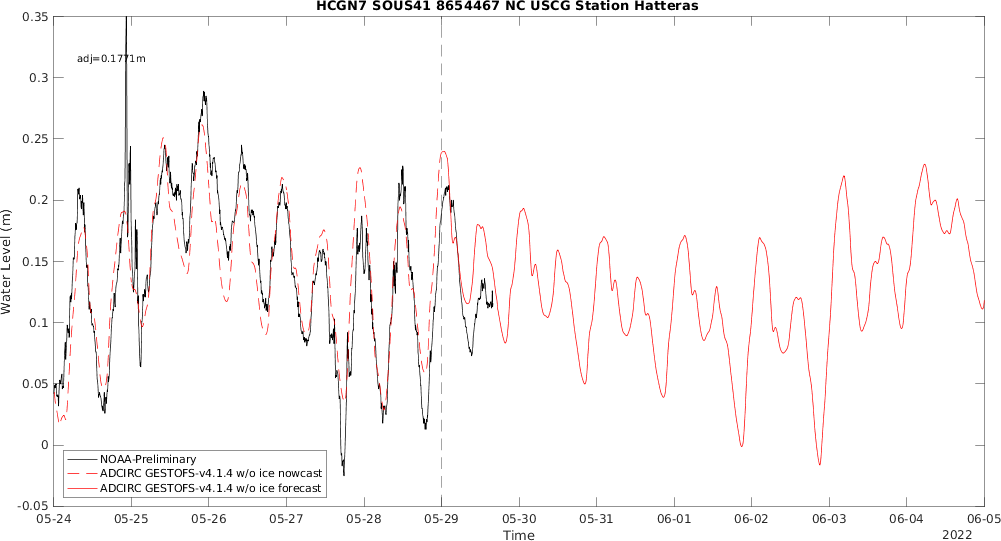 HCGN7 SOUS41 8654467 NC USCG Station Hatteras
adj=0.1771m
0.35
0.3
0.25
0.2
0.15
0.1
0.05
0
-0.05
Water Level (m)
NOAA-Preliminary
ADCIRC GESTOFS-v4.1.4 w/o ice nowcast
ADCIRC GESTOFS-v4.1.4 w/o ice forecast
05-24 05-25 05-26 05-27 05-28 05-29 05-30 05-31 06-01 06-02 06-03 06-04 06-05
Time
2022